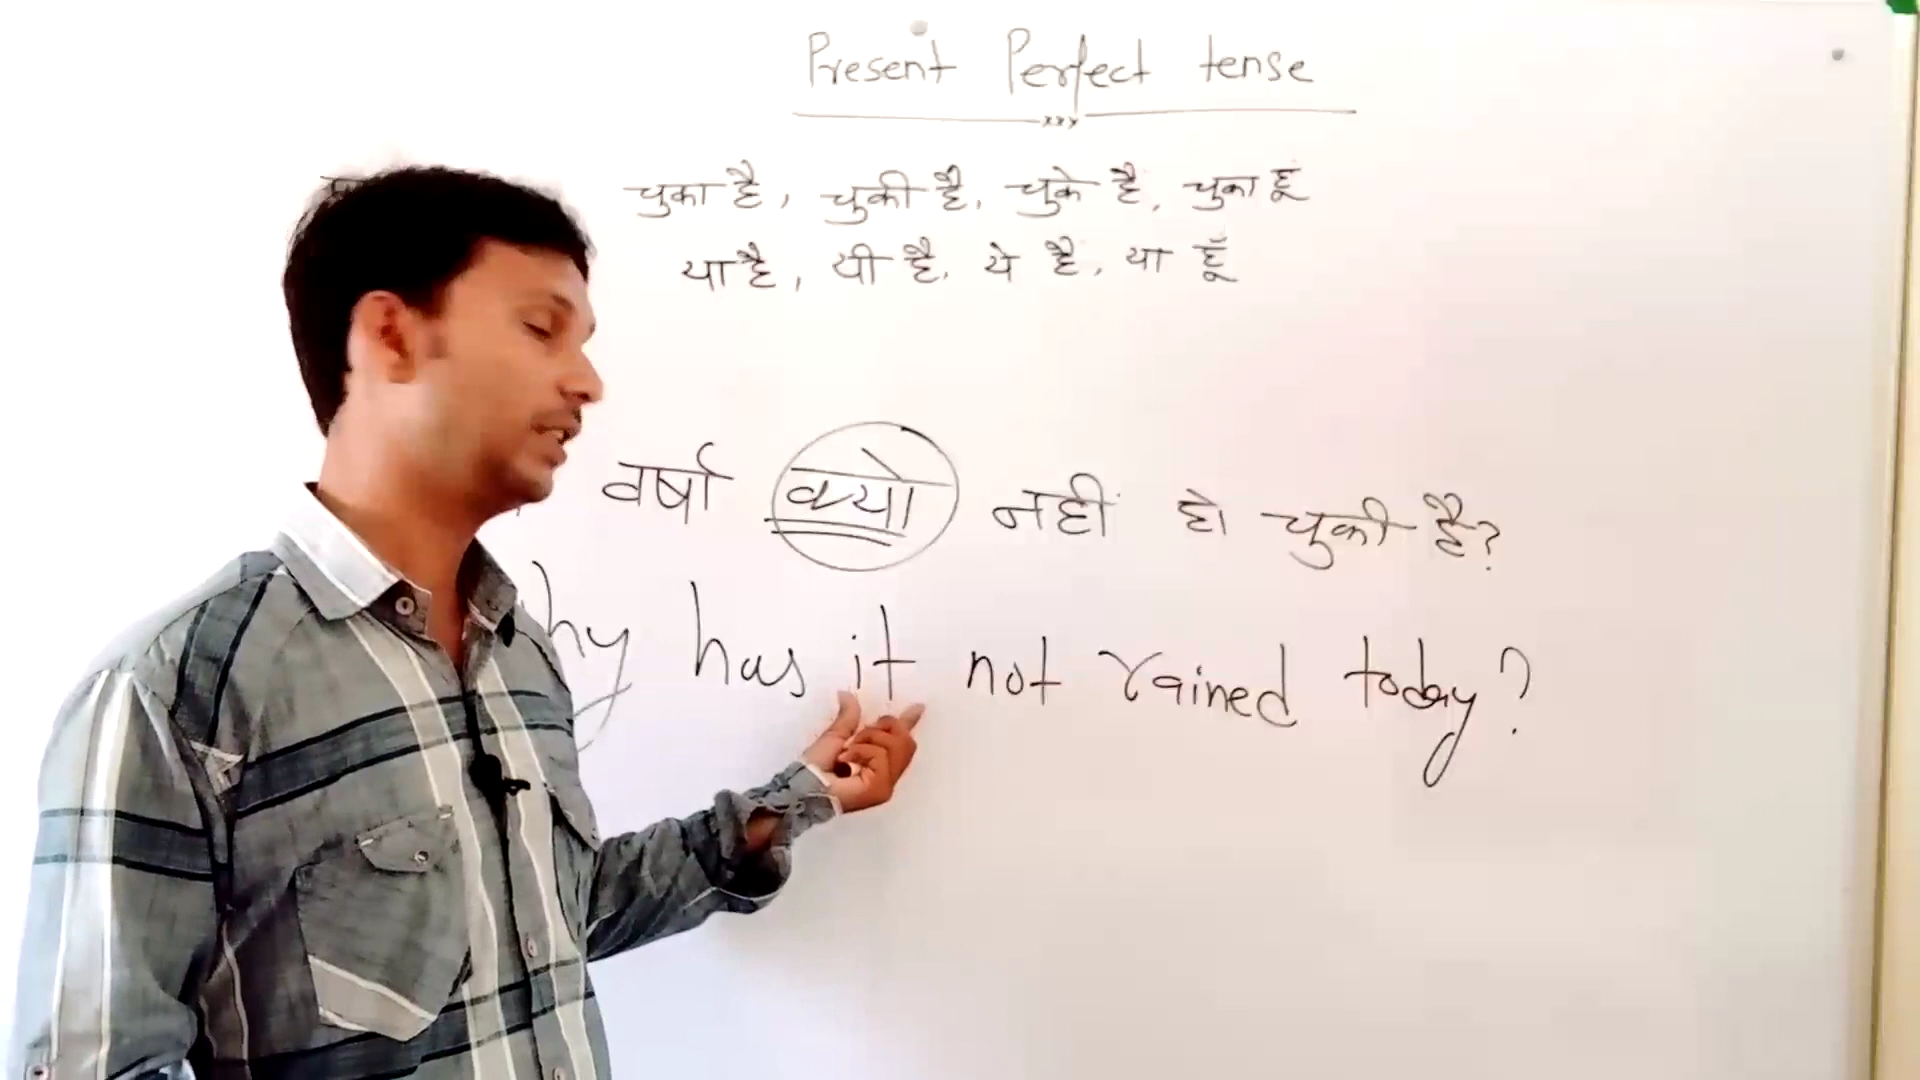 Present Perfect tense
चुका है, चुकी है, चुके है, चुका हूं
या है, यी है, ये है, या हूँ
वर्षा क्यो नही हो चुकी है?
hy has it not rained today?